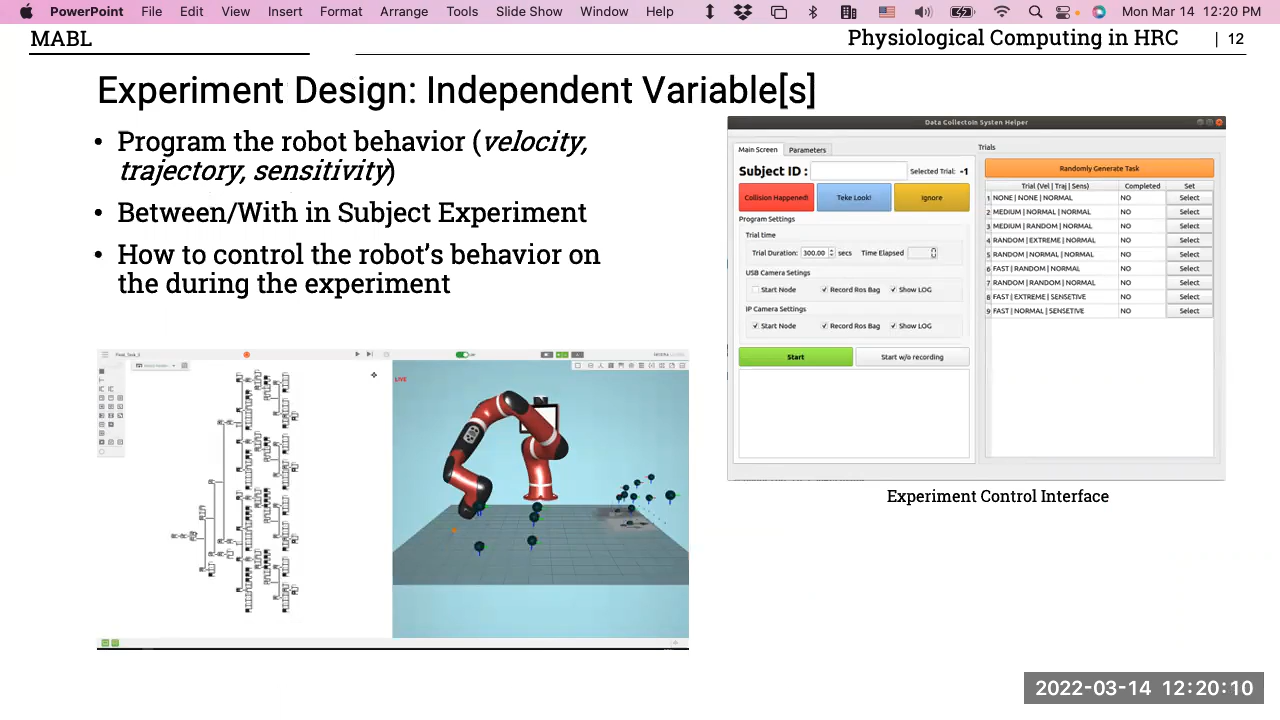 PowerPoint File Edit View Insert Format Arrange Tools Slide Show Window Help Mon Mar 14 12:20 PM
MABL
Physiological Computing in HRC | 12
Experiment Design: Independent Variable[s]
• Program the robot behavior (velocity,
trajectory, sensitivity)
• Between/With in Subject Experiment
• How to control the robot's behavior on
the during the experiment
Data CollectoIn Systen Helper
Main Screen Parameters
Subject ID : Selected Trial: -1
Collision Happened! Teke Look! Ignore
Program Settings
Trial time
Trial Duration: 300.00 secs Time Elapsed
USB Camera Setings
Start Node Record Ros Bag Show LOG
IP Camera Settings
Start Node Record Ros Bag Show LOG
Start Start w/o recording
Trials
Randomly Generate Task
Trial (Vel | Traj | Sens) Completed Set
1 NONE | NONE | NORMAL NO Select
2 MEDIUM | NORMAL | NORMAL NO Select
3 MEDIUM | RANDOM | NORMAL NO Select
4 RANDOM | EXTREME | NORMAL NO Select
5 RANDOM | NORMAL | NORMAL NO Select
6 FAST | RANDOM | NORMAL NO Select
7 RANDOM | RANDOM | NORMAL NO Select
8 FAST | EXTREME | SENSETIVE NO Select
9 FAST | NORMAL | SENSETIVE NO Select
Experiment Control Interface
LIVE
2022-03-14 12:20:10